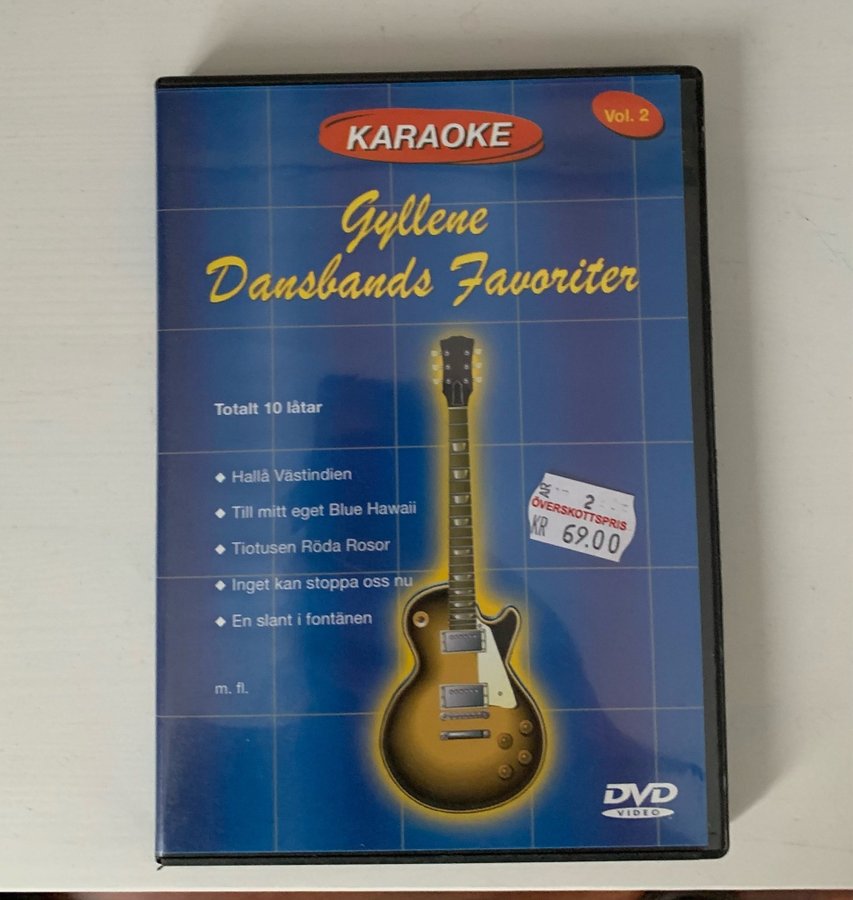 KARAOKE
Vol. 2
Gyllene
Dansbands Favoriter
Totalt 10 låtar
◆ Hallå Västindien
◆ Till mitt eget Blue Hawaii
◆ Tiotusen Röda Rosor
◆ Inget kan stoppa oss nu
◆ En slant i fontänen
m. fl.
2
ÖVERSKOTTSPRIS
KR 69.00
DVD
VIDEO